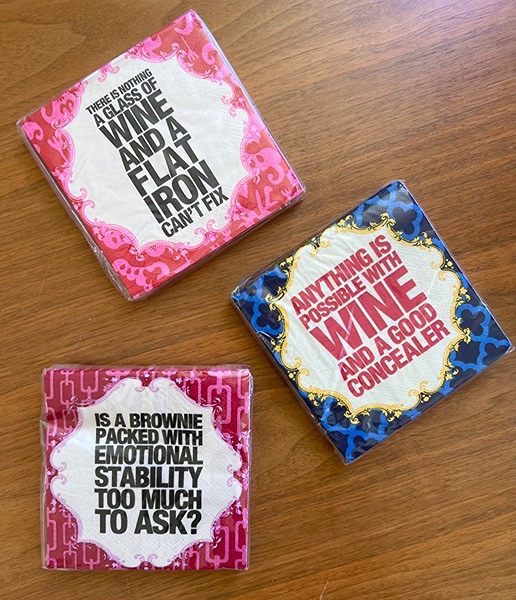 THERE IS NOTHING
A GLASS OF
WINE
AND A
FLAT
IRON
CAN'T FIX
ANYTHING IS
POSSIBLE WITH
WINE
AND A GOOD
CONCEALER
IS A BROWNIE
PACKED WITH
EMOTIONAL
STABILITY
TOO MUCH
TO ASK?